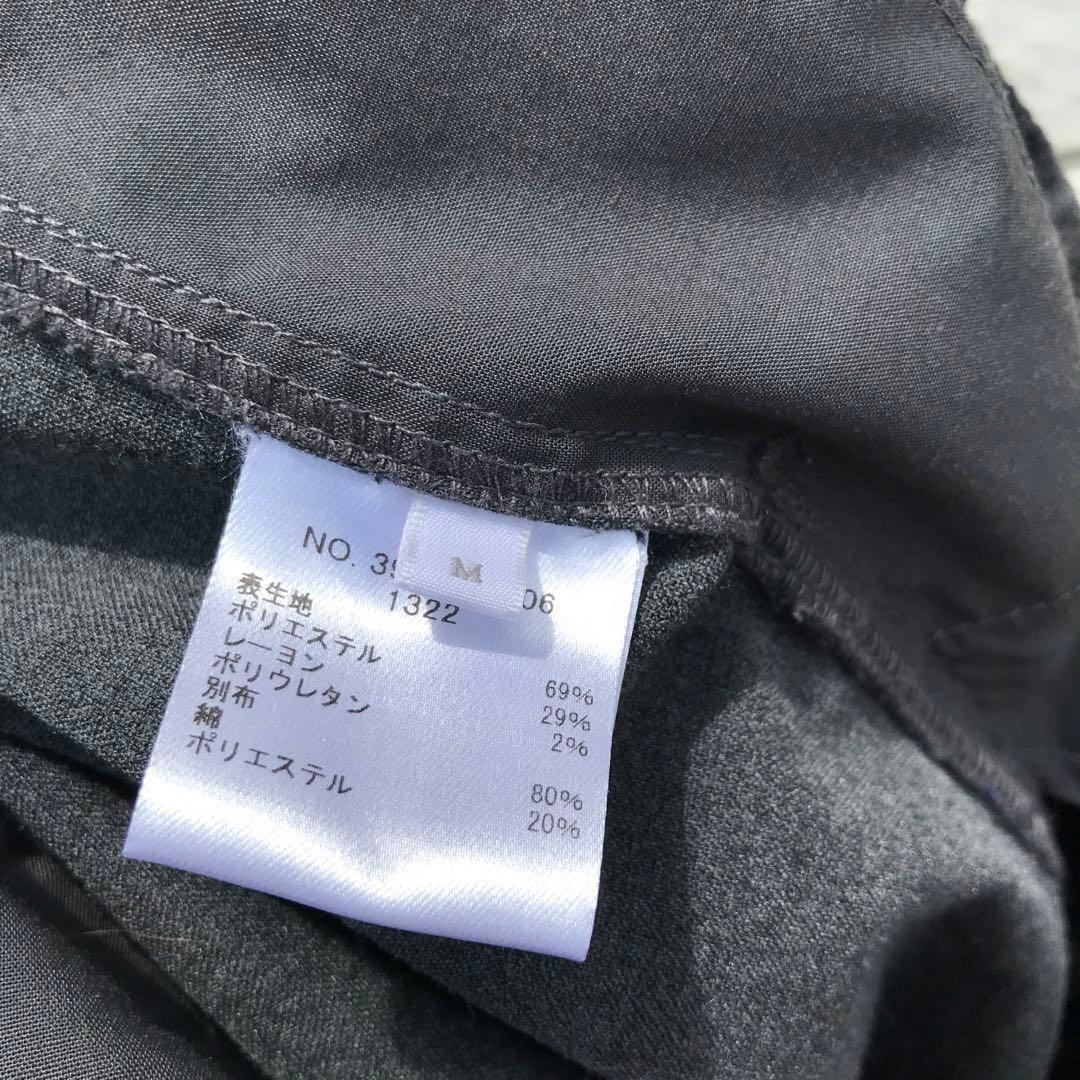 M
NO. 39 06
1322
表生地
ポリエステル 69%
レーヨン 29%
ポリウレタン 2%
別布
綿 80%
ポリエステル 20%